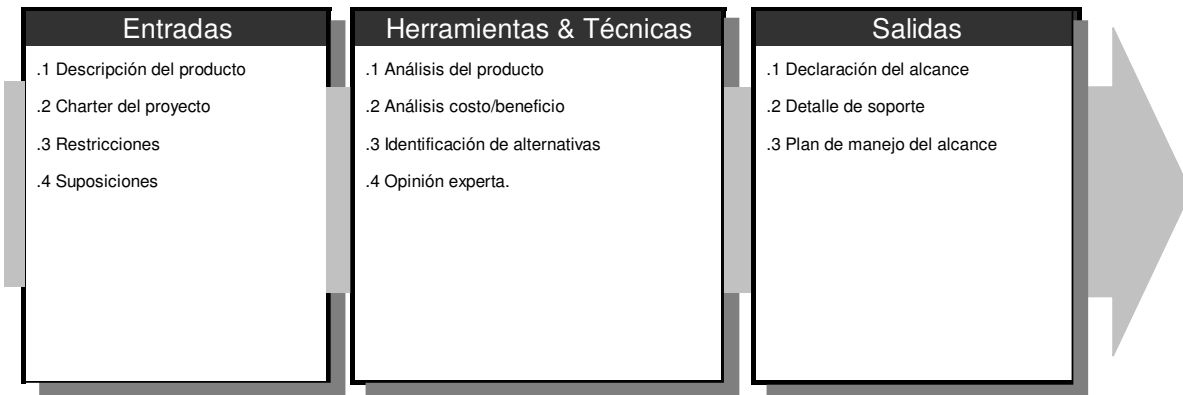 Entradas
.1 Descripción del producto
.2 Charter del proyecto
.3 Restricciones
.4 Suposiciones
Herramientas & Técnicas
.1 Análisis del producto
.2 Análisis costo/beneficio
.3 Identificación de alternativas
.4 Opinión experta.
Salidas
.1 Declaración del alcance
.2 Detalle de soporte
.3 Plan de manejo del alcance